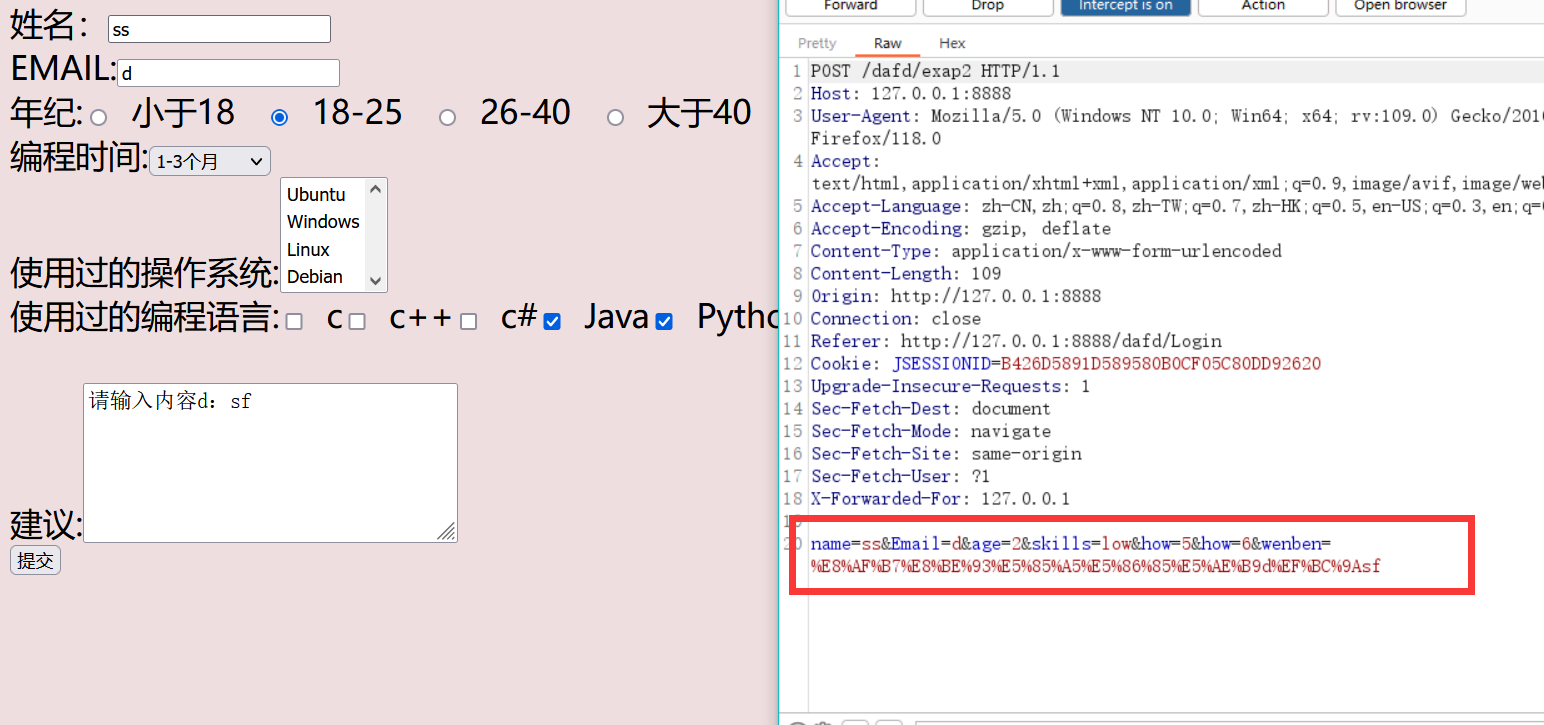 姓名： ss
EMAIL: d
年纪: 小于18 18-25 26-40 大于40
编程时间: 1-3个月
Ubuntu
Windows
Linux
Debian
使用过的操作系统:
使用过的编程语言: c c++ c# Java
请输入内容d：sf
建议:
提交
Forward Drop Intercept is on Action Open browser
Pretty Raw Hex
1 POST /dafd/exap2 HTTP/1.1
2 Host: 127.0.0.1:8888
3 User-Agent: Mozilla/5.0 (Windows NT 10.0; Win64; x64; rv:109.0)
Firefox/118.0
4 Accept:
text/html,application/xhtml+xml,application/xml;q=0.9,image/avif,
5 Accept-Language: zh-CN,zh;q=0.8,zh-TW;q=0.7,zh-HK;q=0.5,en-US;q=0.3,en;
6 Accept-Encoding: gzip, deflate
7 Content-Type: application/x-www-form-urlencoded
8 Content-Length: 109
9 Origin: http://127.0.0.1:8888
10 Connection: close
11 Referer: http://127.0.0.1:8888/dafd/Login
12 Cookie: JSESSIONID=B426D5891D589580B0CF05C80DD92620
13 Upgrade-Insecure-Requests: 1
14 Sec-Fetch-Dest: document
15 Sec-Fetch-Mode: navigate
16 Sec-Fetch-Site: same-origin
17 Sec-Fetch-User: ?1
18 X-Forwarded-For: 127.0.0.1
19
20 name=ss&Email=d&age=2&skills=low&how=5&how=6&wenben=
%E8%AF%B7%E8%BE%93%E5%85%A5%E5%86%85%E5%AE%B9d%EF%BC%9Asf